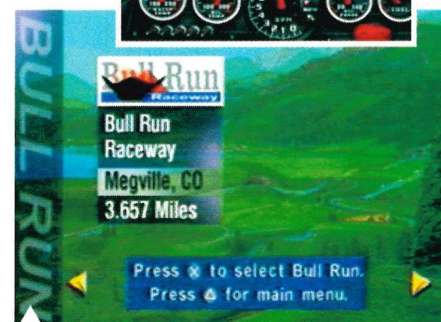 BULL RUN
Bull Run
Raceway
Bull Run
Raceway
Megville, CO
3.657 Miles
Press ⊗ to select Bull Run.
Press △ for main menu.